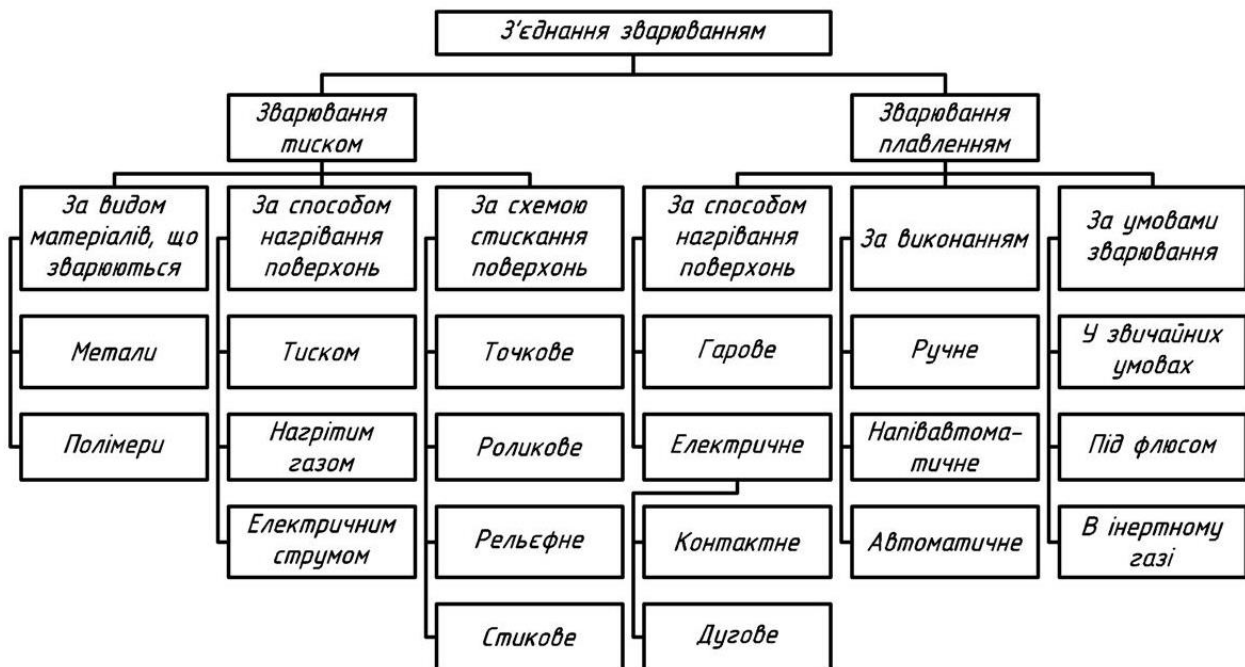 З'єднання зварюванням
Зварювання
тиском
Зварювання
плавленням
За видом
матеріалів, що
зварюються
За способом
нагрівання
поверхонь
За схемою
стискання
поверхонь
За способом
нагрівання
поверхонь
За виконанням
За умовами
зварювання
Метали
Тиском
Точкове
Гарове
Ручне
У звичайних
умовах
Полімери
Нагрітим
газом
Роликове
Електричне
Напівавтома-
тичне
Під флюсом
Електричним
струмом
Рельєфне
Контактне
Автоматичне
В інертному
газі
Стикове
Дугове